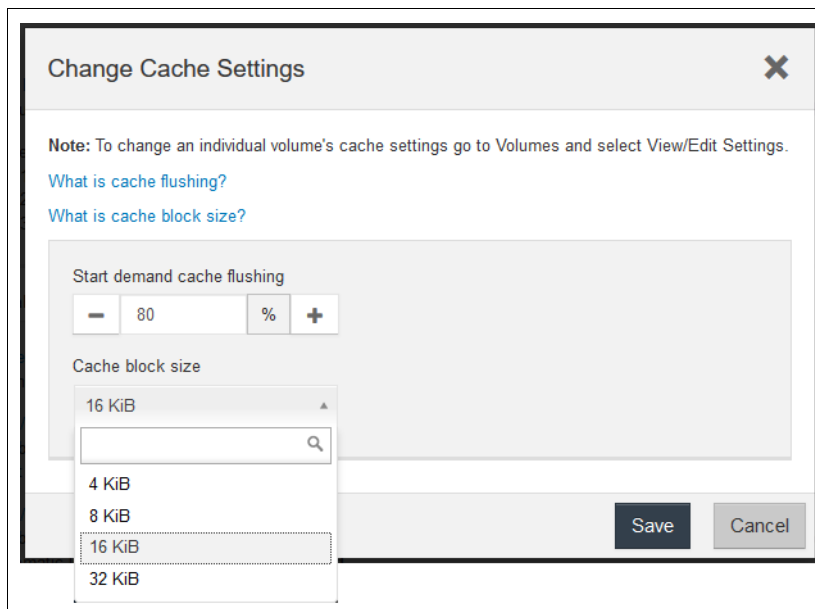 Change Cache Settings
Note: To change an individual volume's cache settings go to Volumes and select View/Edit Settings.
What is cache flushing?
What is cache block size?
Start demand cache flushing
80 %
Cache block size
16 KiB
4 KiB
8 KiB
16 KiB
32 KiB
Save Cancel